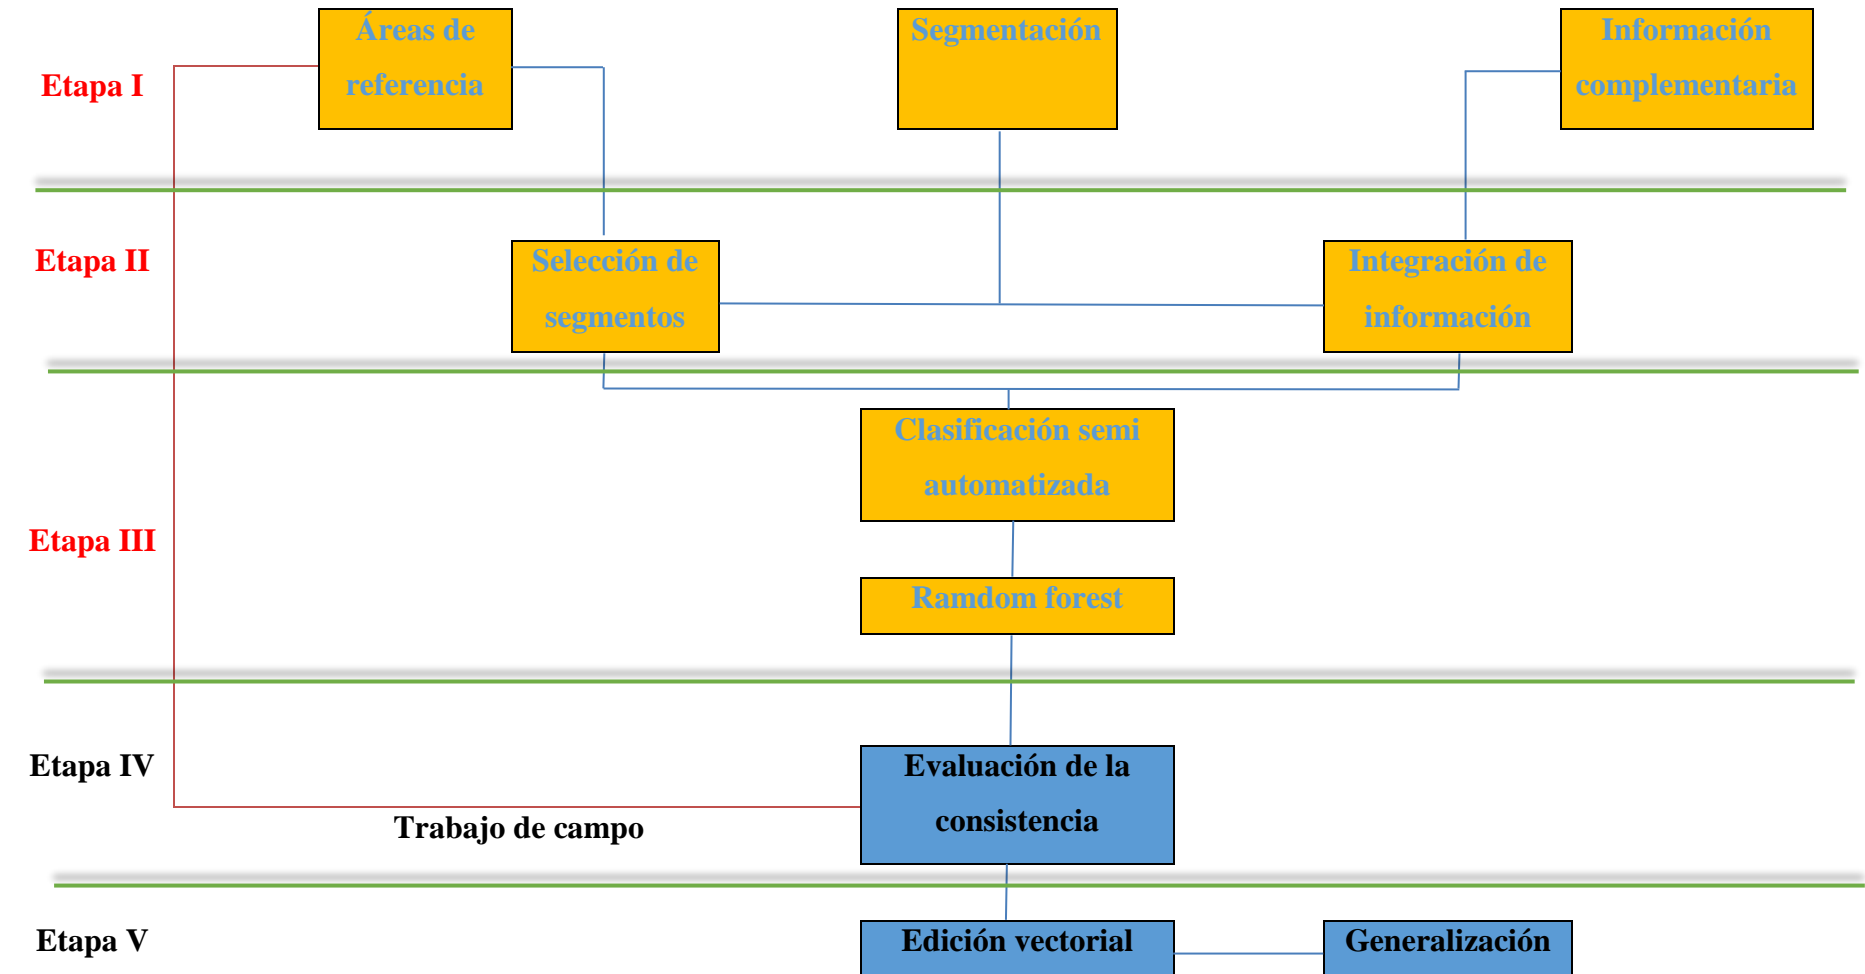 Áreas de
referencia
Segmentación
Información
complementaria
Etapa I
Etapa II
Selección de
segmentos
Integración de
información
Clasificación semi
automatizada
Etapa III
Ramdom forest
Etapa IV
Evaluación de la
consistencia
Trabajo de campo
Etapa V
Edición vectorial
Generalización